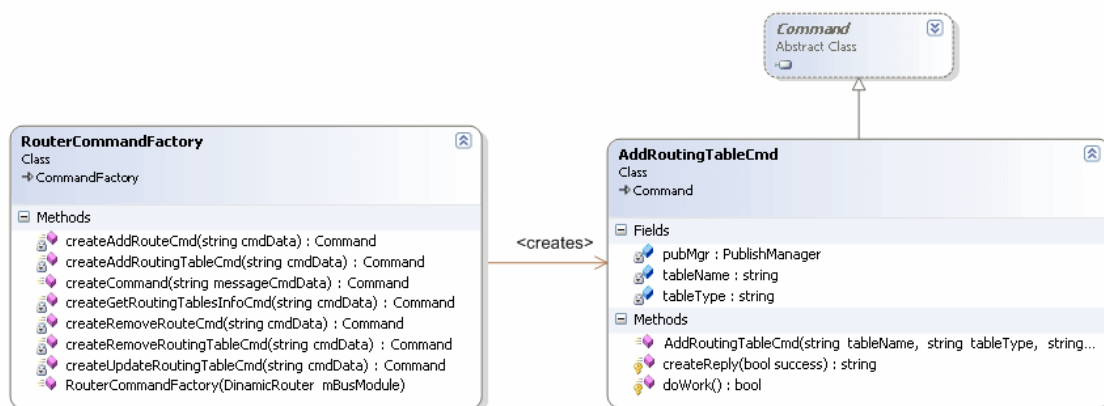 Command
Abstract Class
RouterCommandFactory
Class
CommandFactory
Methods
createAddRouteCmd(string cmdData) : Command
createAddRoutingTableCmd(string cmdData) : Command
createCommand(string messageCmdData) : Command
createGetRoutingTablesInfoCmd(string cmdData) : Command
createRemoveRouteCmd(string cmdData) : Command
createRemoveRoutingTableCmd(string cmdData) : Command
createUpdateRoutingTableCmd(string cmdData) : Command
RouterCommandFactory(DinamicRouter mBusModule)
<creates>
AddRoutingTableCmd
Class
Command
Fields
pubMgr : PublishManager
tableName : string
tableType : string
Methods
AddRoutingTableCmd(string tableName, string tableType, string...
createReply(bool success) : string
doWork() : bool